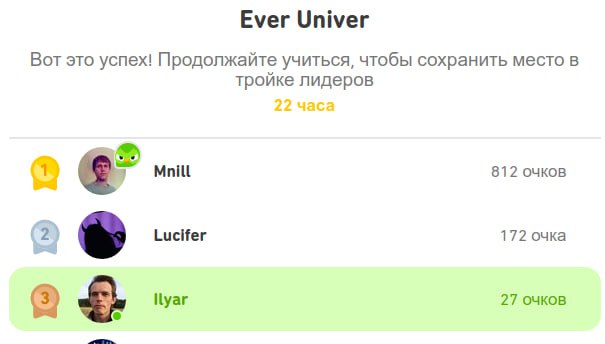 Ever Univer
Вот это успех! Продолжайте учиться, чтобы сохранить место в
тройке лидеров
22 часа
1 Mnill 812 очков
2 Lucifer 172 очка
3 Ilyar 27 очков